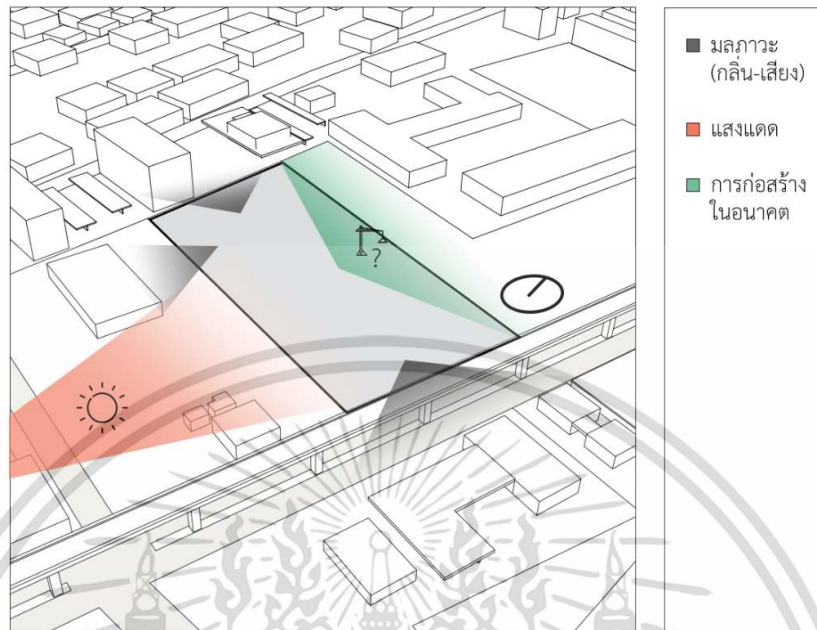 มลภาวะ
(กลิ่น-เสียง)
แสงแดด
การก่อสร้าง
ในอนาคต
?